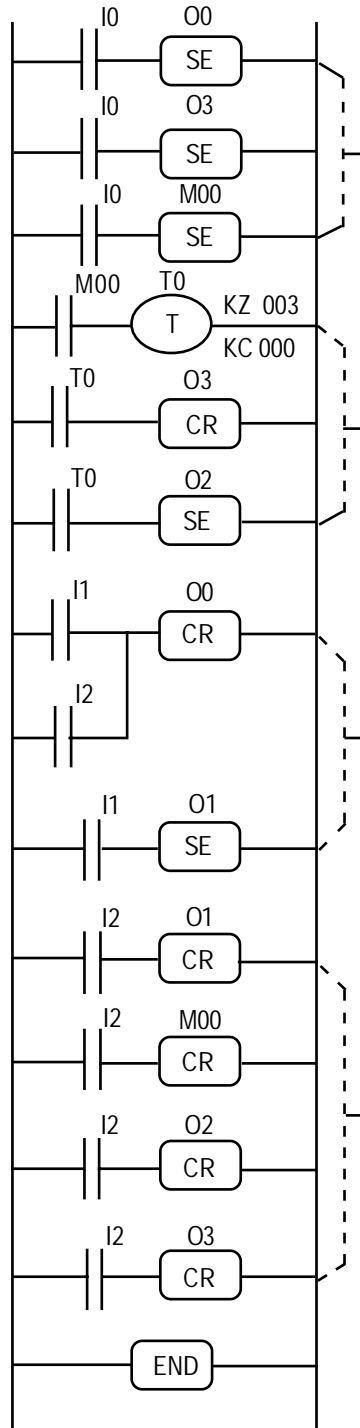 I0 O0
SE
I0 O3
SE
I0 M00
SE
M00 T0
T KZ 003
KC 000
T0 O3
CR
T0 O2
SE
I1 O0
CR
I2
I1 O1
SE
I2 O1
CR
I2 M00
CR
I2 O2
CR
I2 O3
CR
END